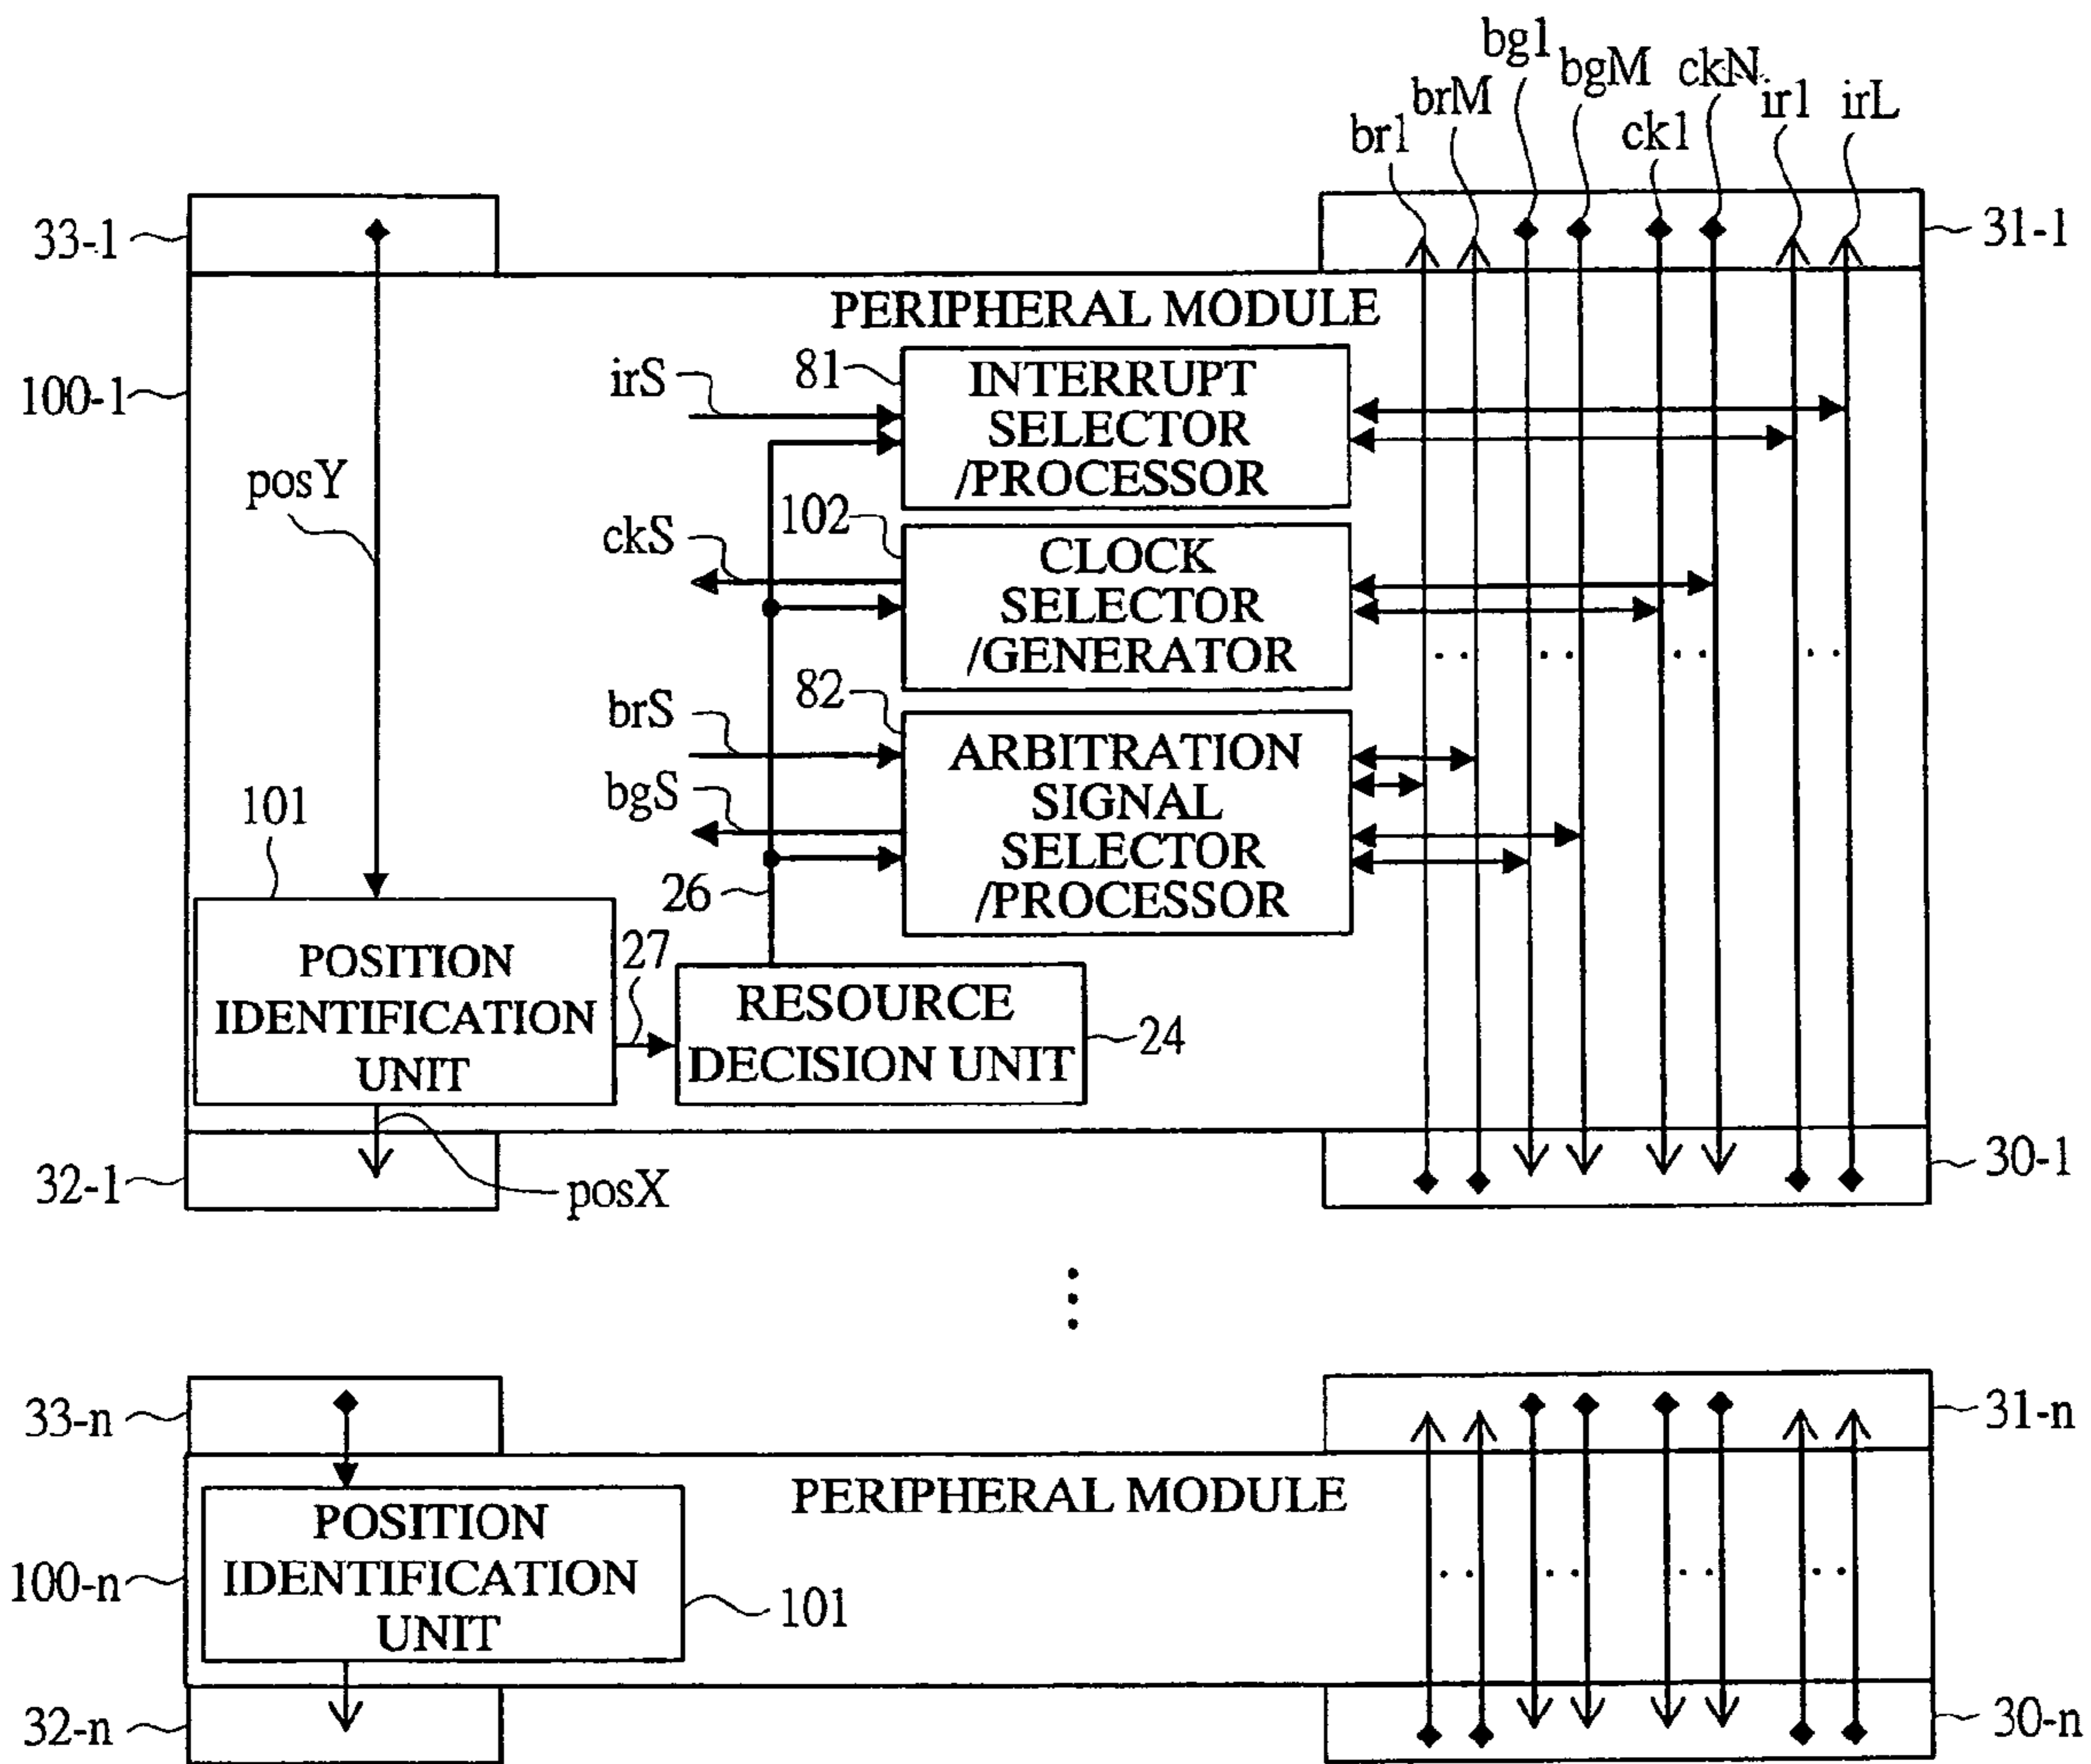 bg1
bgM
ckN
brM
ir1
irL
br1
ck1
33-1
31-1
PERIPHERAL MODULE
100-1
irS
81
INTERRUPT
SELECTOR
/PROCESSOR
posY
ckS
102
CLOCK
SELECTOR
/GENERATOR
brS
82
ARBITRATION
SIGNAL
SELECTOR
/PROCESSOR
bgS
101
26
POSITION
IDENTIFICATION
UNIT
27
RESOURCE
DECISION UNIT
24
32-1
posX
30-1
33-n
31-n
PERIPHERAL MODULE
100-n
POSITION
IDENTIFICATION
UNIT
101
32-n
30-n